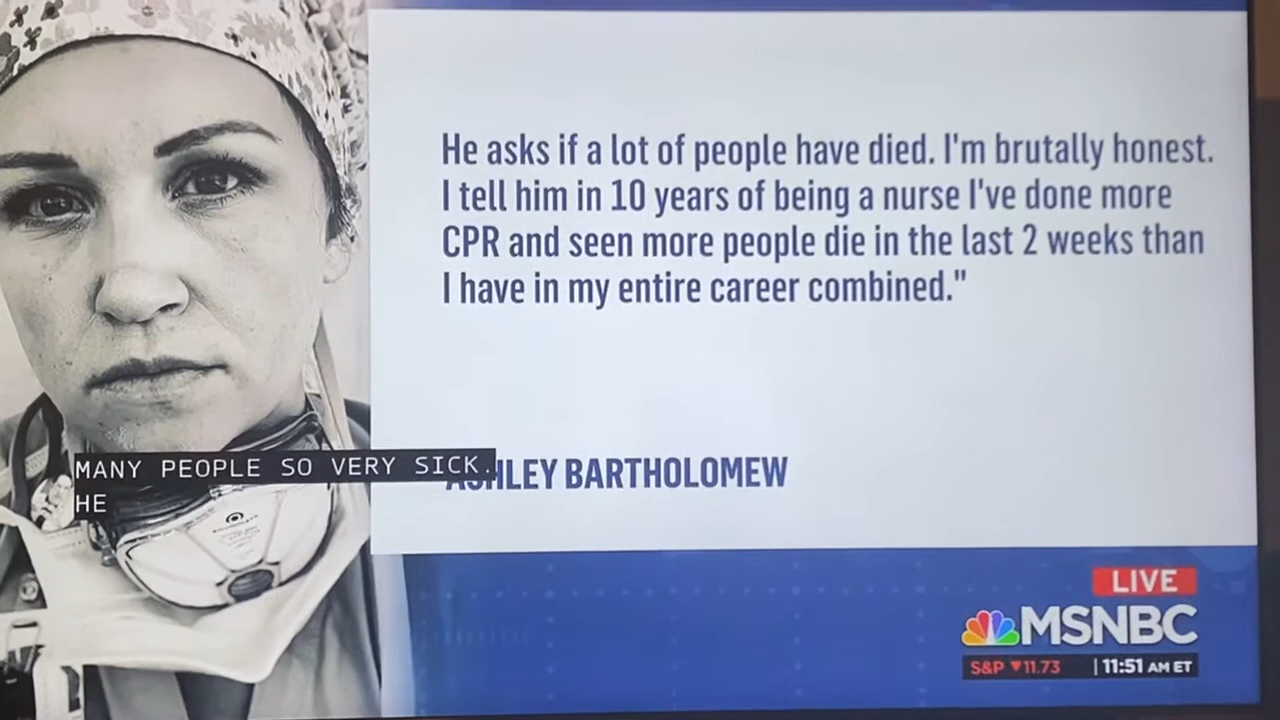 He asks if a lot of people have died. I'm brutally honest.
I tell him in 10 years of being a nurse I've done more
CPR and seen more people die in the last 2 weeks than
I have in my entire career combined."
MANY PEOPLE SO VERY SICK.
HE
ASHLEY BARTHOLOMEW
LIVE
MSNBC
S&P ▼11.73 | 11:51 AM ET